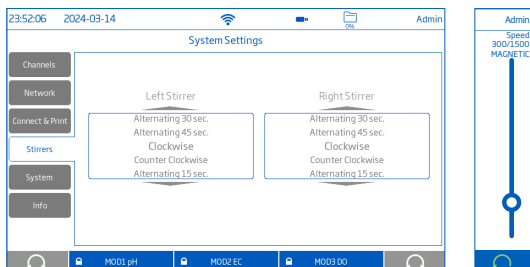 23:52:06 2024-03-14 0% Admin
System Settings
Channels
Network
Connect & Print
Stirrers
System
Info
Left Stirrer
Alternating 30 sec.
Alternating 45 sec.
Clockwise
Counter Clockwise
Alternating 15 sec.
Right Stirrer
Alternating 30 sec.
Alternating 45 sec.
Clockwise
Counter Clockwise
Alternating 15 sec.
MOD1 pH MOD2 EC MOD3 DO
Admin
Speed
300/1500
MAGNETIC